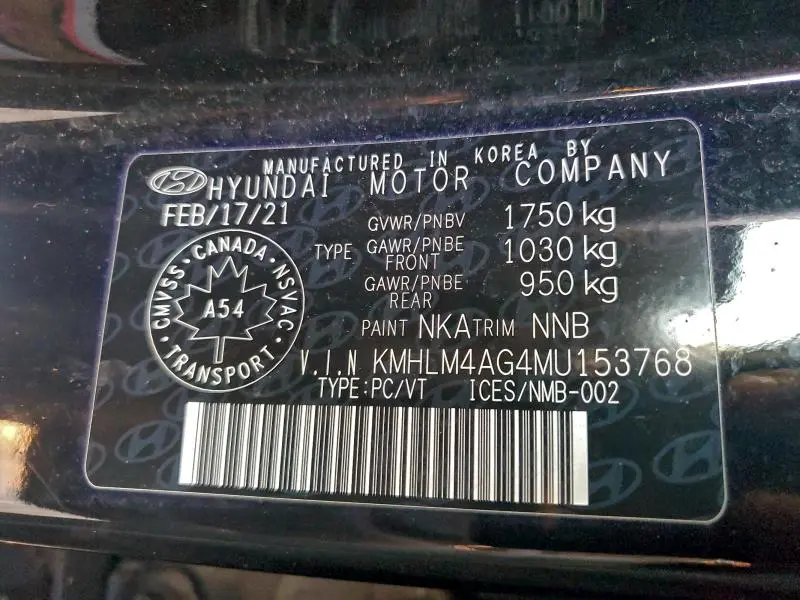 MANUFACTURED IN KOREA BY
HYUNDAI MOTOR COMPANY
FEB/17/21
GVWR/PNBV 1750 kg
TYPE GAWR/PNBE FRONT 1030 kg
GAWR/PNBE REAR 950 kg
CMVSS · CANADA · NSVAC
A54
· TRANSPORT ·
PAINT NKA TRIM NNB
V.I.N KMHLM4AG4MU153768
TYPE:PC/VT ICES/NMB-002